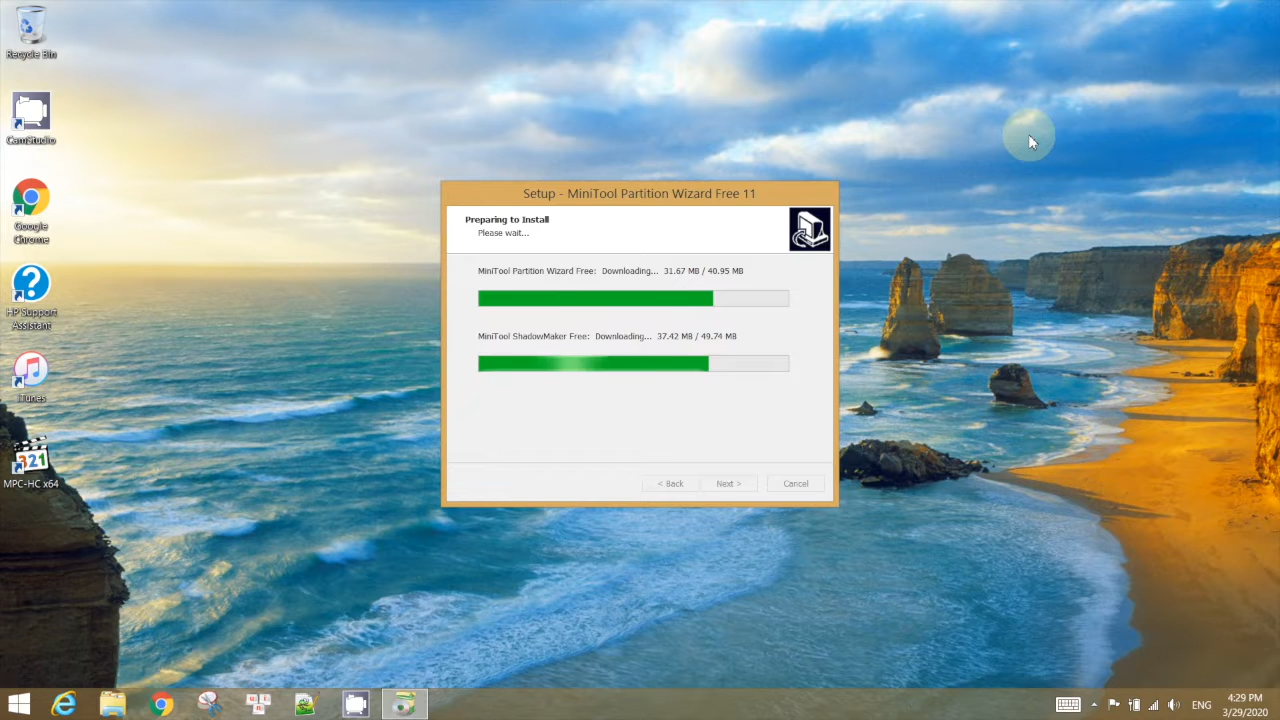 Recycle Bin
CamStudio
Google
Chrome
HP Support
Assistant
iTunes
321
MPC-HC x64
Setup - MiniTool Partition Wizard Free 11
Preparing to Install
Please wait...
MiniTool Partition Wizard Free: Downloading... 31.67 MB / 40.95 MB
MiniTool ShadowMaker Free: Downloading... 37.42 MB / 49.74 MB
< Back
Next >
Cancel
ENG
4:29 PM
3/29/2020